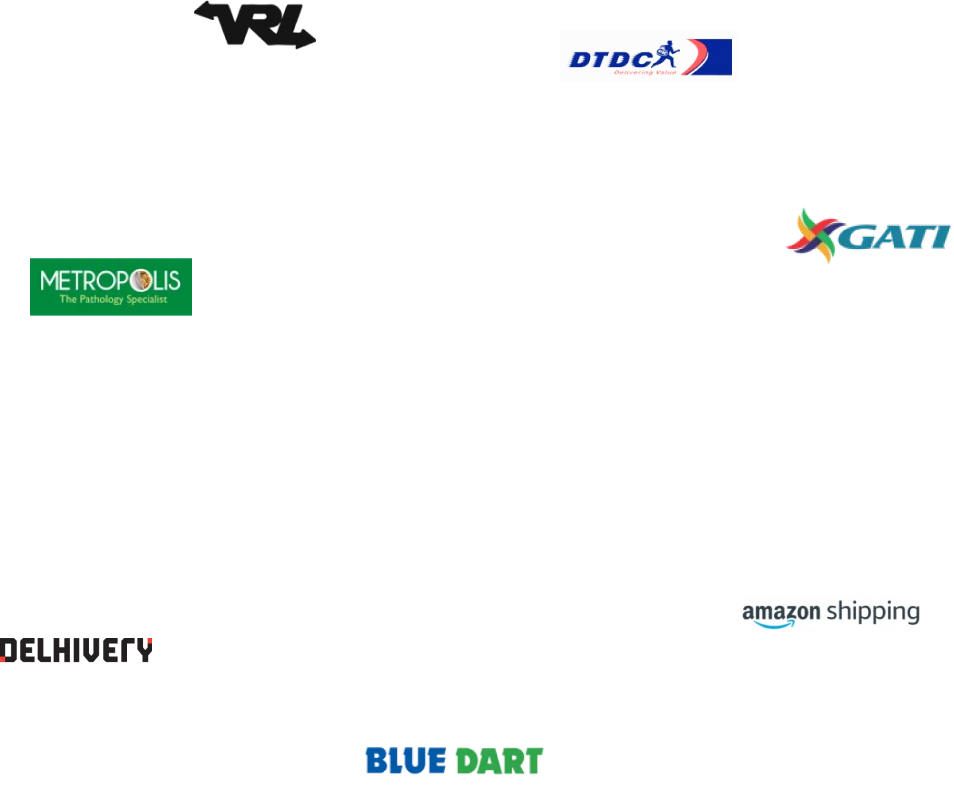 VRL
DTDC
Delivering Value
GATI
METROPOLIS
The Pathology Specialist
amazon shipping
DELHIVERY
BLUE DART